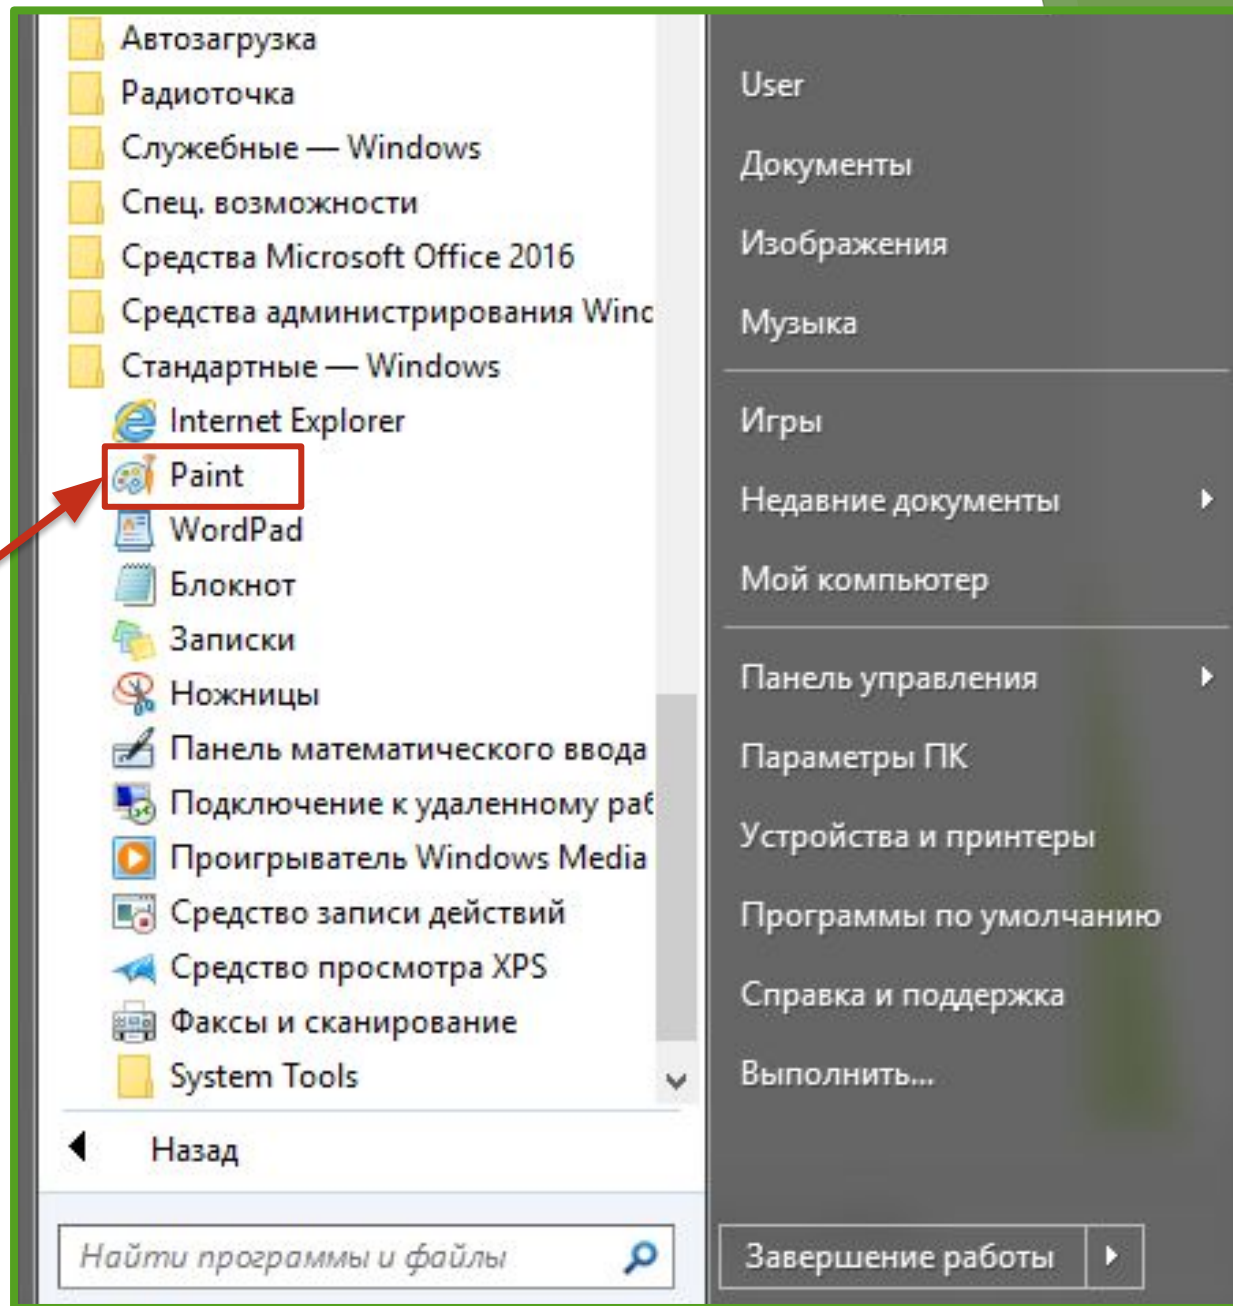 Автозагрузка
Радиоточка
Служебные — Windows
Спец. возможности
Средства Microsoft Office 2016
Средства администрирования Winc
Стандартные — Windows
Internet Explorer
Paint
WordPad
Блокнот
Записки
Ножницы
Панель математического ввода
Подключение к удаленному раб
Проигрыватель Windows Media
Средство записи действий
Средство просмотра XPS
Факсы и сканирование
System Tools
Назад
Найти программы и файлы
User
Документы
Изображения
Музыка
Игры
Недавние документы
Мой компьютер
Панель управления
Параметры ПК
Устройства и принтеры
Программы по умолчанию
Справка и поддержка
Выполнить...
Завершение работы